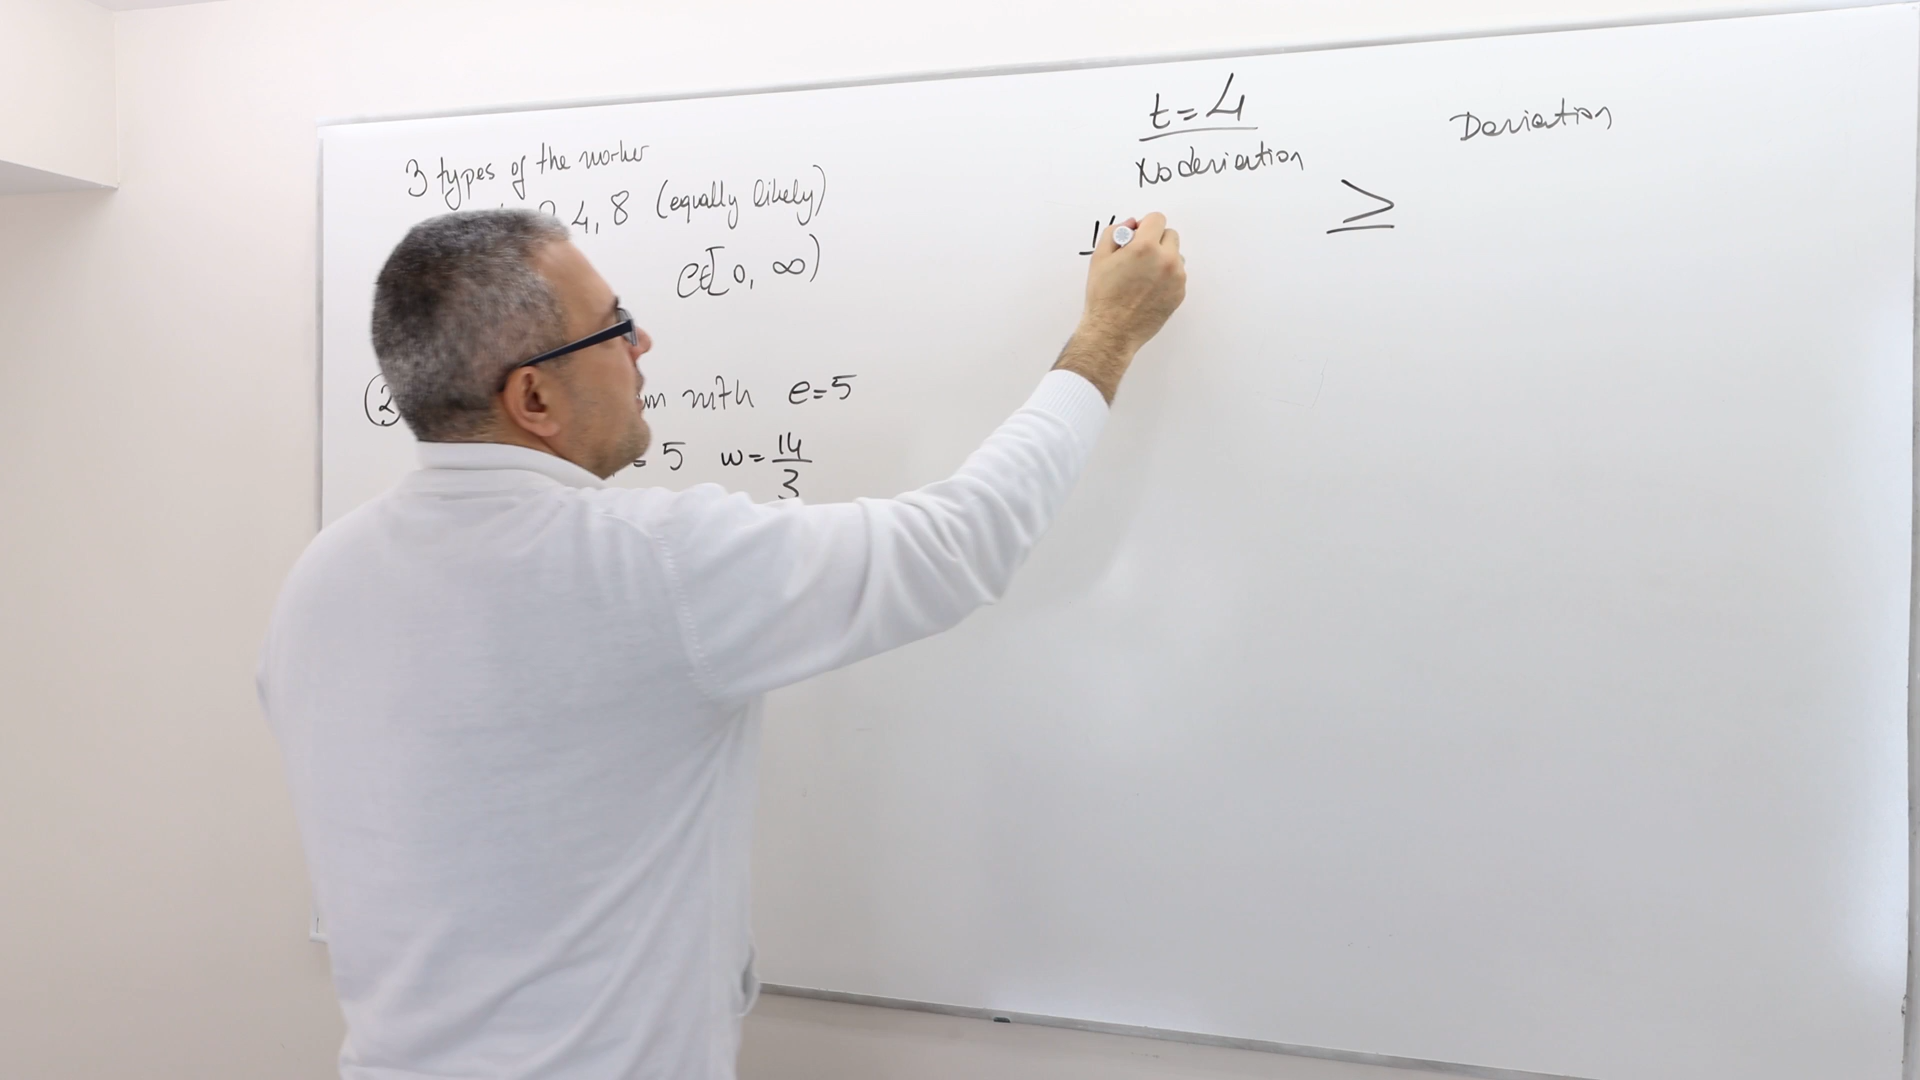 3 types of the worker
4, 8 (equally likely)
e∈[0, ∞)
② with e=5
= 5 w=14/3
t=4
No deviation
≥
Deviation